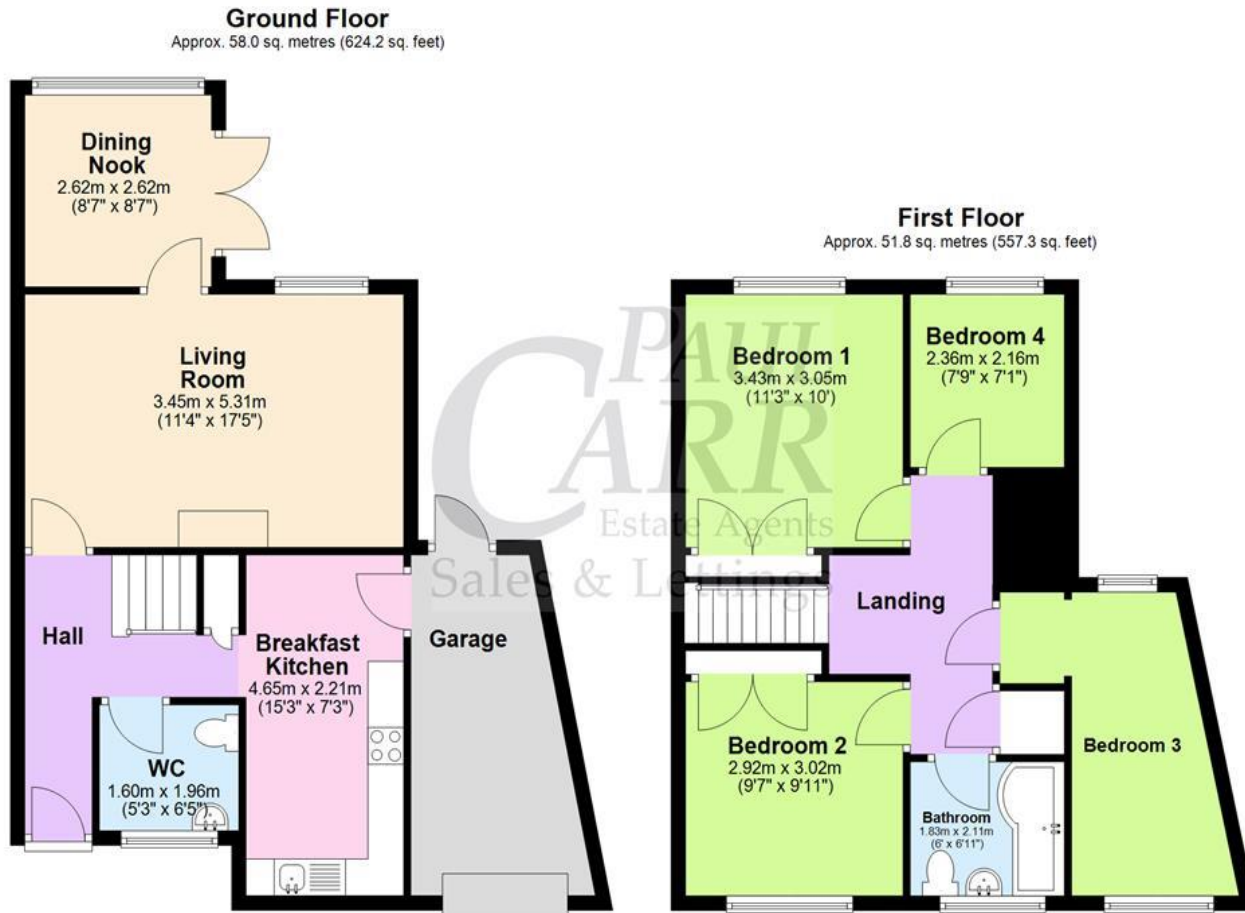 Ground Floor
Approx. 58.0 sq. metres (624.2 sq. feet)
Dining
Nook
2.62m x 2.62m
(8'7" x 8'7")
Living
Room
3.45m x 5.31m
(11'4" x 17'5")
Hall
Breakfast
Kitchen
4.65m x 2.21m
(15'3" x 7'3")
Garage
WC
1.60m x 1.96m
(5'3" x 6'5")
First Floor
Approx. 51.8 sq. metres (557.3 sq. feet)
Bedroom 1
3.43m x 3.05m
(11'3" x 10')
Bedroom 4
2.36m x 2.16m
(7'9" x 7'1")
Landing
Bedroom 2
2.92m x 3.02m
(9'7" x 9'11")
Bedroom 3
Bathroom
1.83m x 2.11m
(6' x 6'11")
PAUL
CARR
Estate Agents
Sales & Lettings